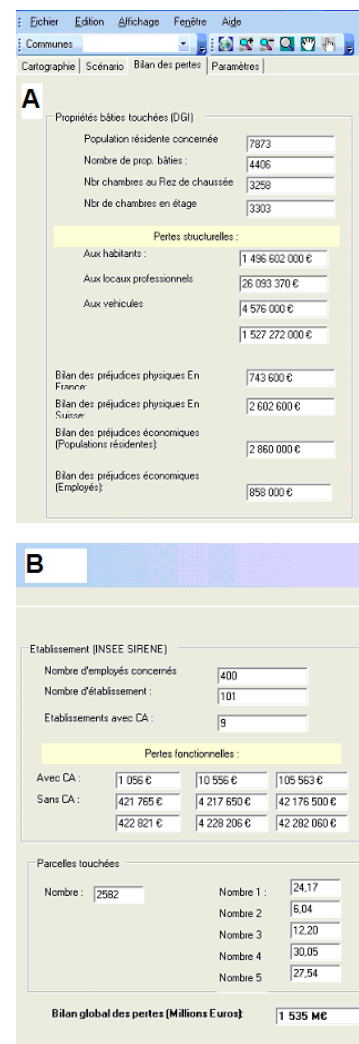 Fichier Edition Affichage Fenêtre Aide
Communes
Cartographie Scénario Bilan des pertes Paramètres
A
Propriétés bâties touchées (DGI)
Population résidente concernée 7873
Nombre de prop. bâties : 4406
Nbr chambres au Rez de chaussée 3258
Nbr de chambres en étage 3303
Pertes stucturelles :
Aux habitants : 1 496 602 000 €
Aux locaux professionnels 26 093 370 €
Aux vehicules 4 576 000 €
1 527 272 000 €
Bilan des préjudices physiques En
France: 743 600 €
Bilan des préjudices physiques En
Suisse: 2 602 600 €
Bilan des préjudices économiques
(Populations résidentes): 2 860 000 €
Bilan des préjudices économiques
(Employés): 858 000 €
B
Etablissement (INSEE SIRENE)
Nombre d'employés concernés 400
Nombre d'établissement : 101
Etablissements avec CA : 9
Pertes fonctionnelles :
Avec CA : 1 056 € 10 556 € 105 563 €
Sans CA : 421 765 € 4 217 650 € 42 176 500 €
422 821 € 4 228 206 € 42 282 060 €
Parcelles touchées
Nombre : 2582 Nombre 1 : 24,17
Nombre 2 6,04
Nombre 3 12,20
Nombre 4 30,05
Nombre 5 27,54
Bilan global des pertes (Millions Euros): 1 535 M€